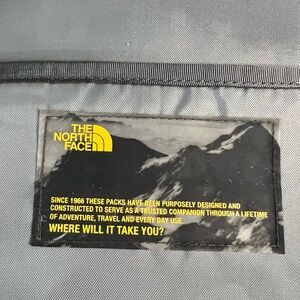 THE
NORTH
FACE
SINCE 1966 THESE PACKS HAVE BEEN PURPOSELY DESIGNED AND
CONSTRUCTED TO SERVE AS A TRUSTED COMPANION THROUGH A LIFETIME
OF ADVENTURE, TRAVEL AND EVERY DAY USE.
WHERE WILL IT TAKE YOU?